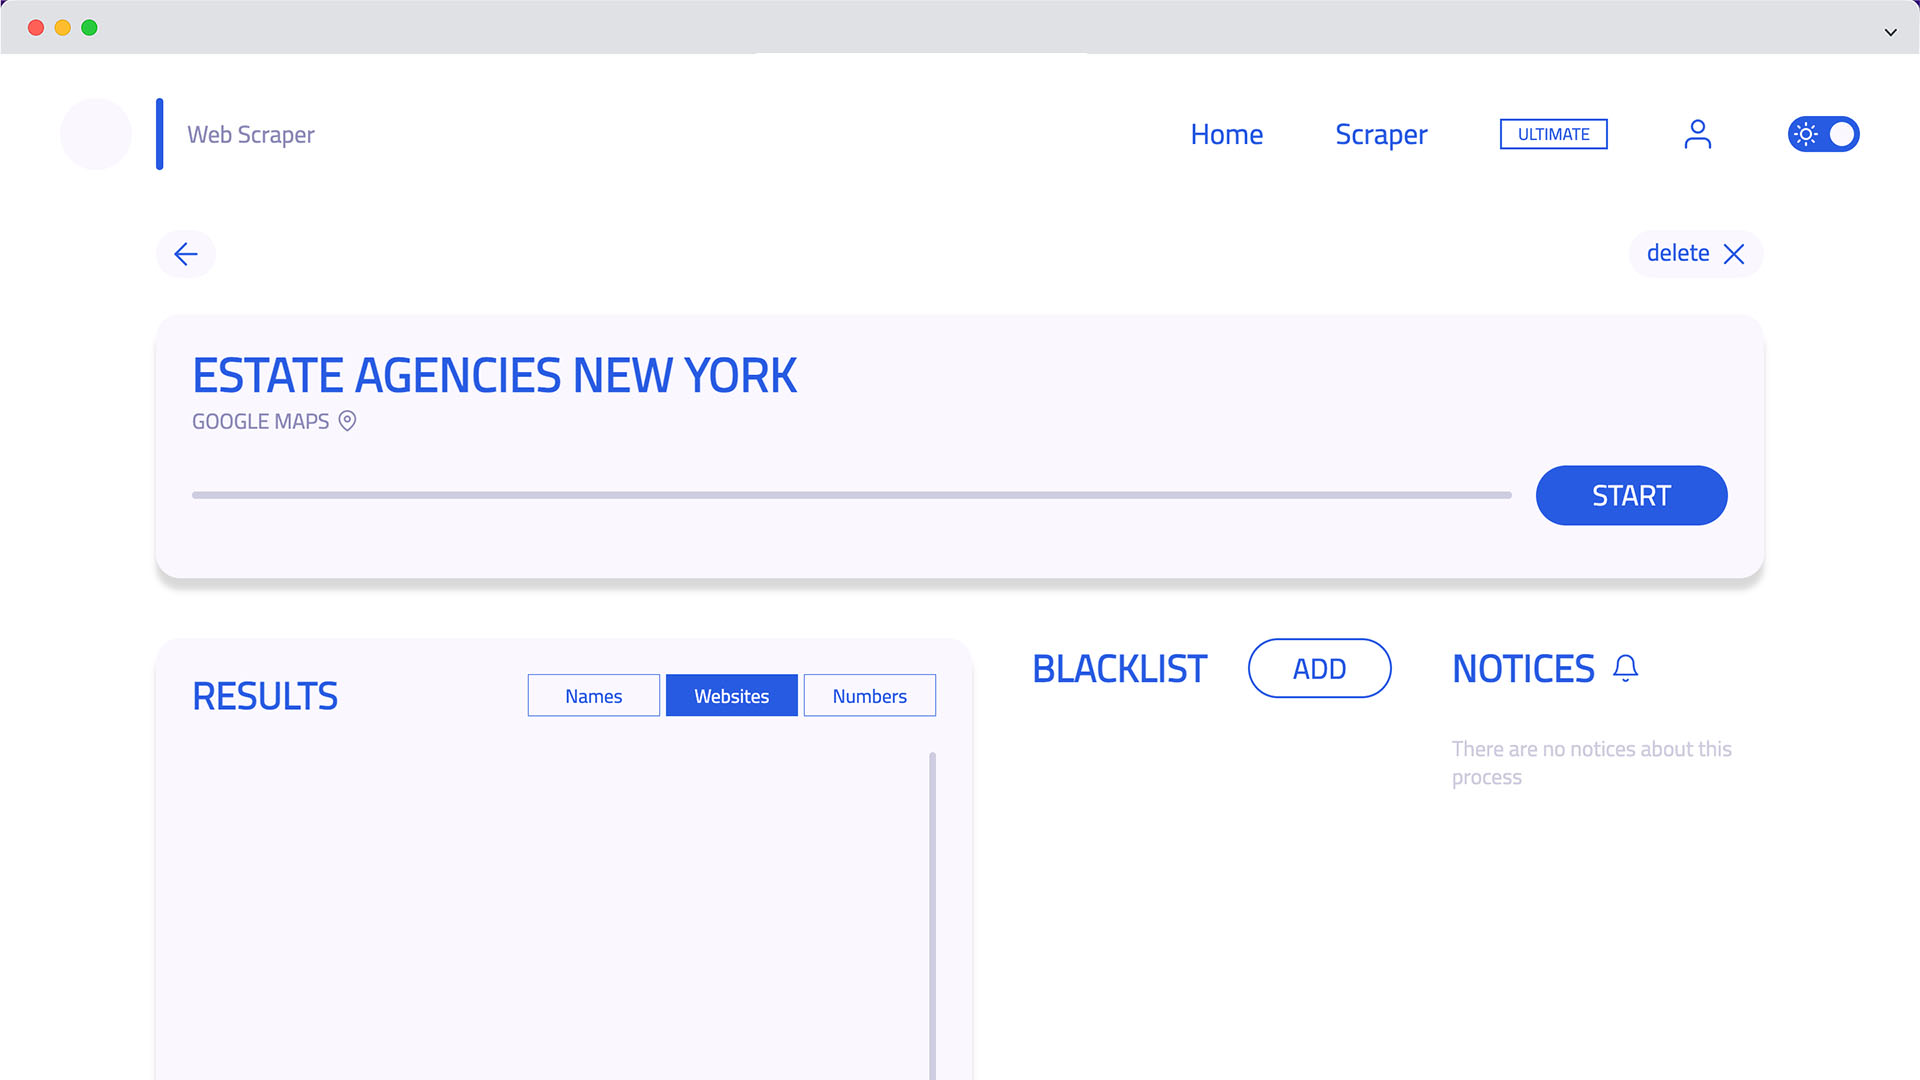 Web Scraper
Home
Scraper
ULTIMATE
delete
ESTATE AGENCIES NEW YORK
GOOGLE MAPS
START
RESULTS
Names
Websites
Numbers
BLACKLIST
ADD
NOTICES
There are no notices about this
process